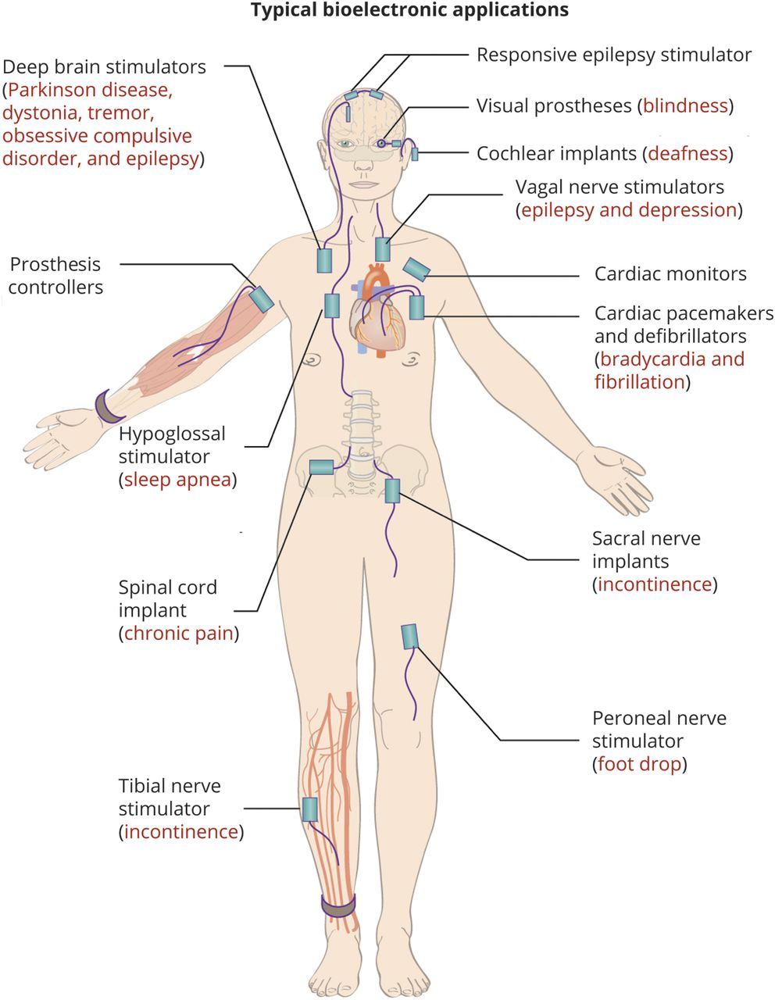 Typical bioelectronic applications
Deep brain stimulators
(Parkinson disease,
dystonia, tremor,
obsessive compulsive
disorder, and epilepsy)
Responsive epilepsy stimulator
Visual prostheses (blindness)
Cochlear implants (deafness)
Vagal nerve stimulators
(epilepsy and depression)
Prosthesis
controllers
Cardiac monitors
Cardiac pacemakers
and defibrillators
(bradycardia and
fibrillation)
Hypoglossal
stimulator
(sleep apnea)
Sacral nerve
implants
(incontinence)
Spinal cord
implant
(chronic pain)
Peroneal nerve
stimulator
(foot drop)
Tibial nerve
stimulator
(incontinence)